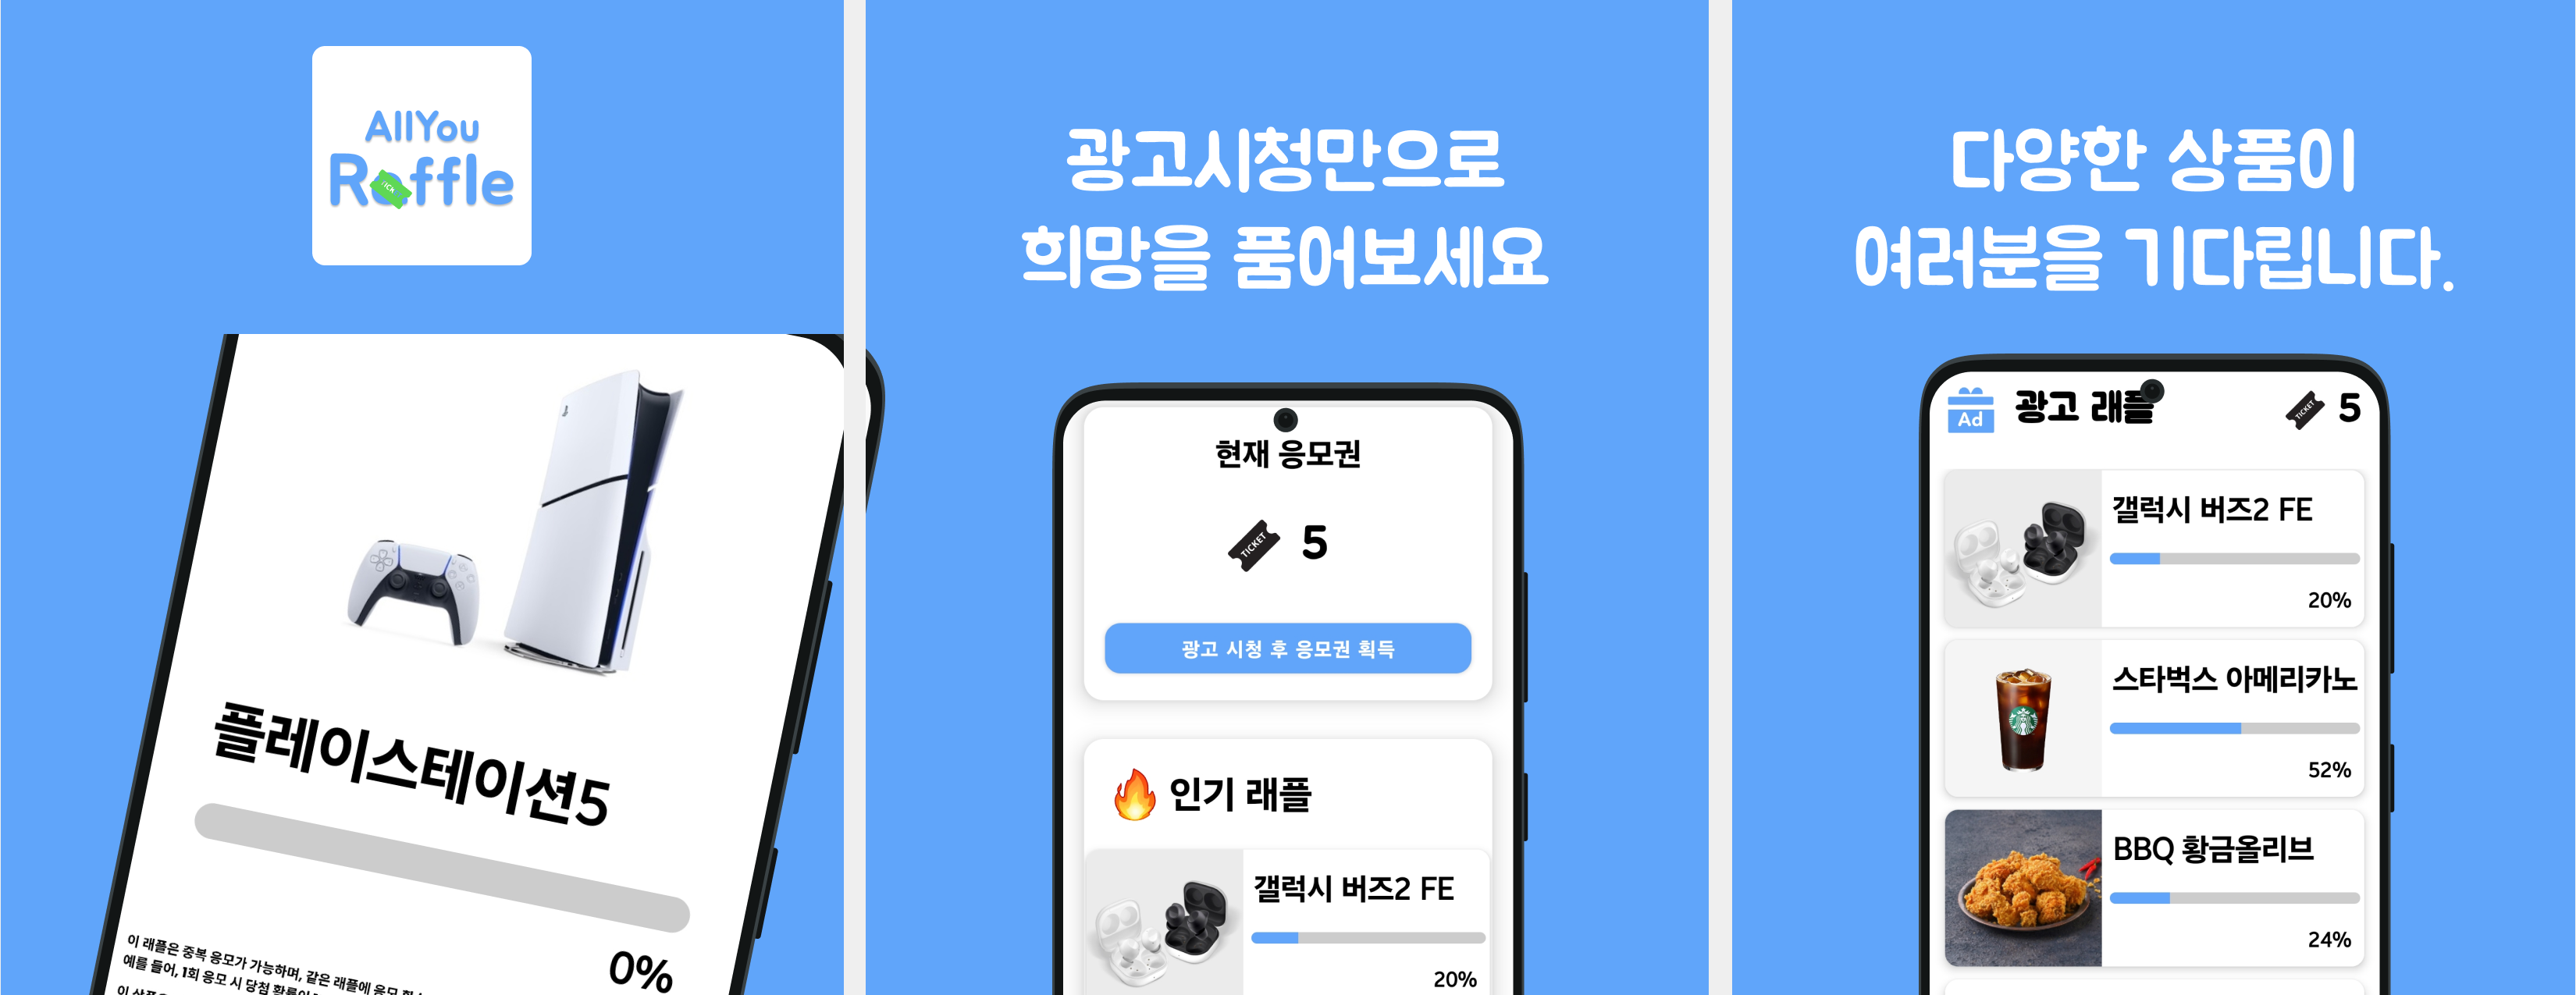 AllYou
Raffle
플레이스테이션5
0%
이 래플은 중복 응모가 가능하며, 같은 래플에 응모
예를 들어, 1회 응모 시 당첨 확률이
광고시청만으로
희망을 품어보세요
현재 응모권
TICKET 5
광고 시청 후 응모권 획득
🔥 인기 래플
갤럭시 버즈2 FE
20%
다양한 상품이
여러분을 기다립니다.
Ad 광고 래플 TICKET 5
갤럭시 버즈2 FE
20%
스타벅스 아메리카노
52%
BBQ 황금올리브
24%